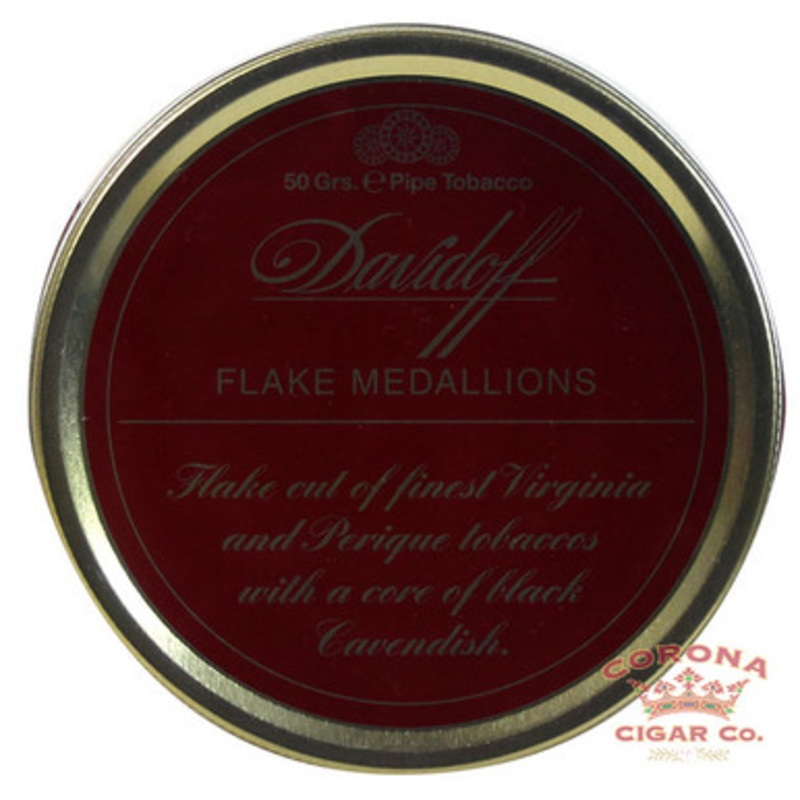 50 Grs. ℮ Pipe Tobacco
Davidoff
FLAKE MEDALLIONS
Flake cut of finest Virginia
and Perique tobaccos
with a core of black
Cavendish.
CORONA
CIGAR CO.